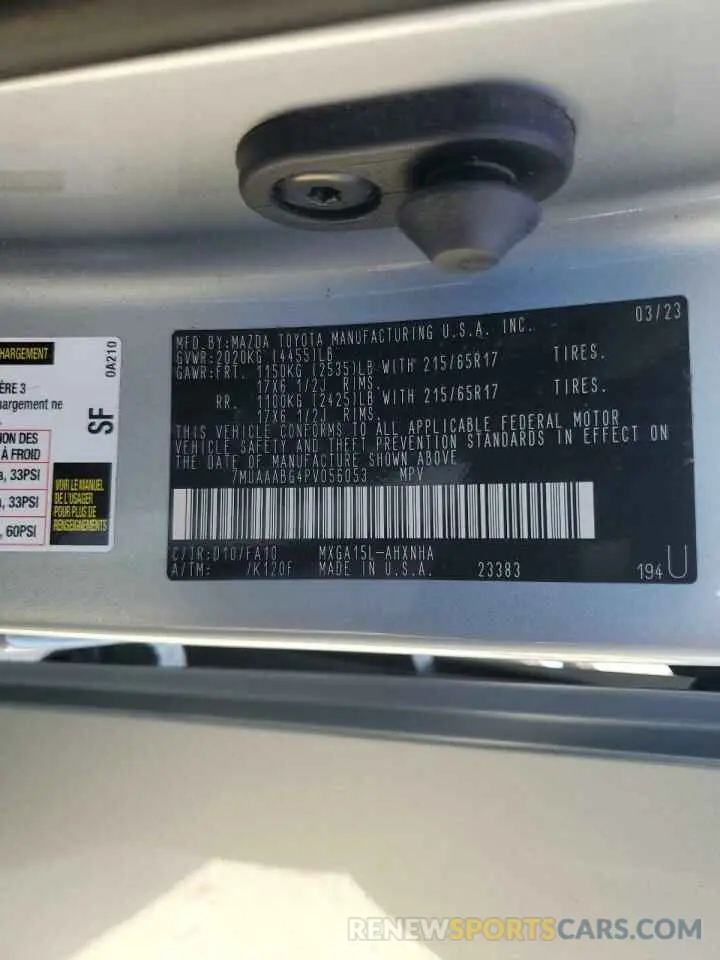 HARGEMENT
0A210
ÈRE 3
hargement ne
SF
ION DES
À FROID
a, 33PSI
a, 33PSI
, 60PSI
VOIR LE MANUEL
DE L'USAGER
POUR PLUS DE
RENSEIGNEMENTS
MFD.BY:MAZDA TOYOTA MANUFACTURING U.S.A. INC. 03/23
GVWR:2020KG (4455)LB
GAWR:FRT. 1150KG (2535)LB WITH 215/65R17 TIRES.
17X6 1/2J RIMS.
RR. 1100KG (2425)LB WITH 215/65R17 TIRES.
17X6 1/2J RIMS.
THIS VEHICLE CONFORMS TO ALL APPLICABLE FEDERAL MOTOR
VEHICLE SAFETY AND THEFT PREVENTION STANDARDS IN EFFECT ON
THE DATE OF MANUFACTURE SHOWN ABOVE.
7MUAAABG4PV056053 MPV
C/TR:D10/FA10 MXGA15L-AHXNHA
A/TM: /K120F MADE IN U.S.A. 23383 194 U
RENEWSPORTSCARS.COM